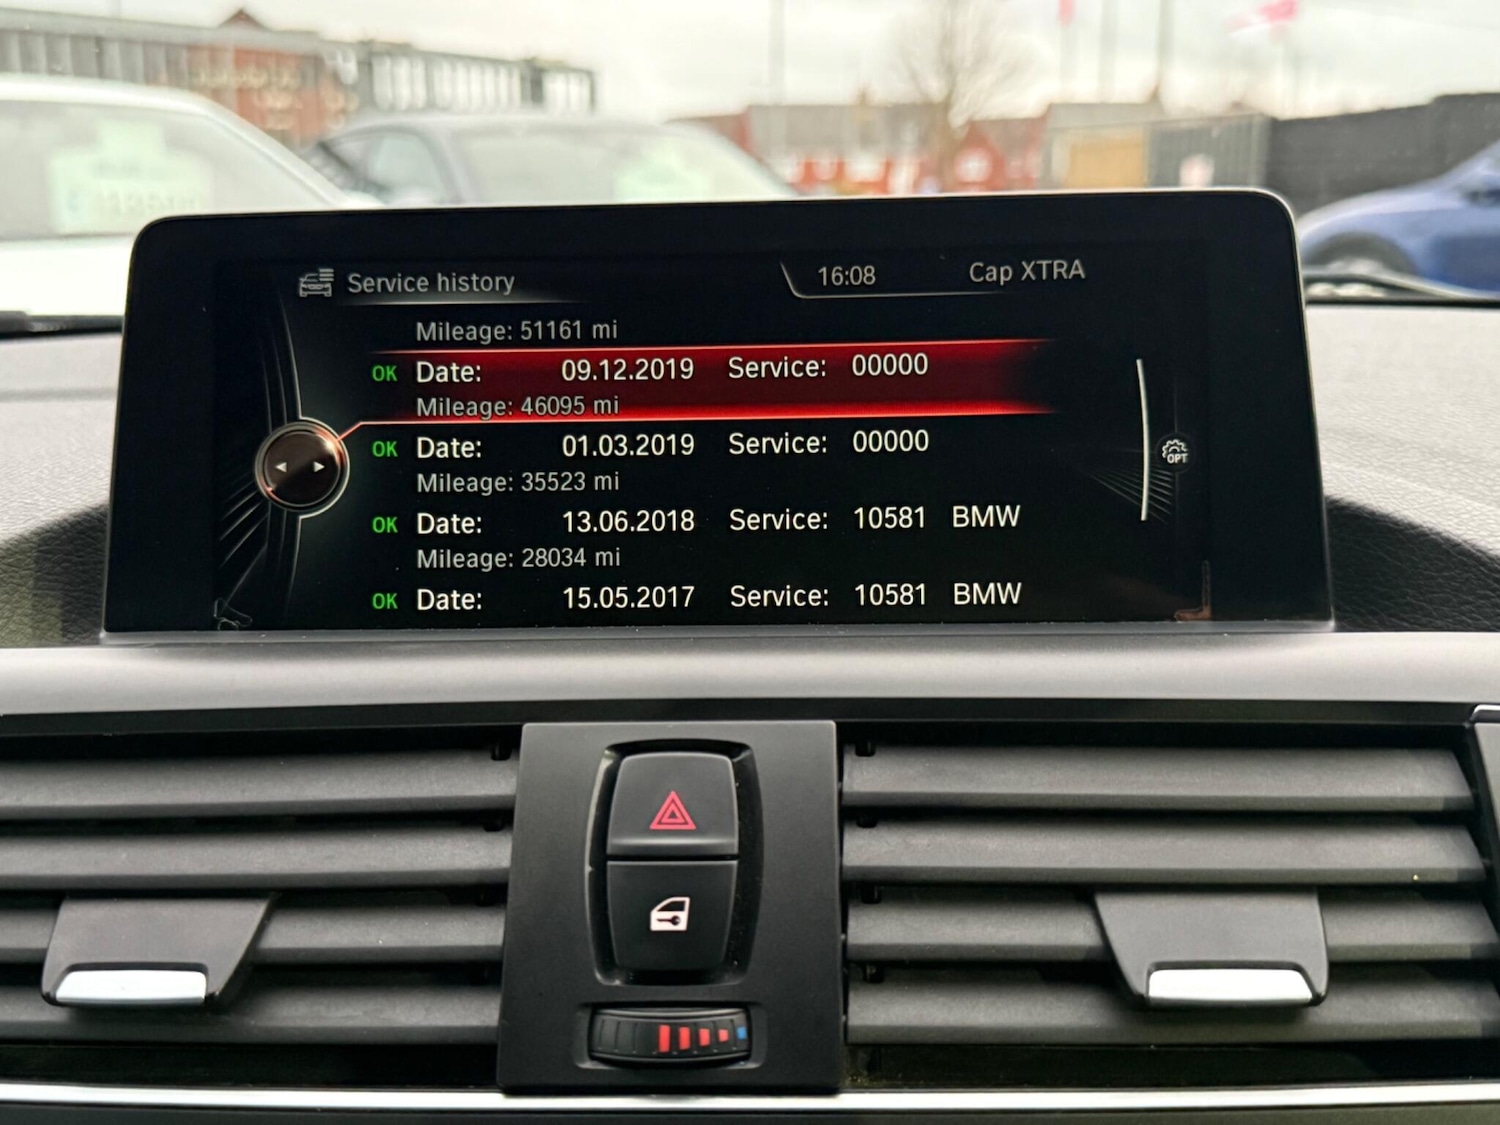 Service history
16:08
Cap XTRA
Mileage: 51161 mi
OK Date: 09.12.2019 Service: 00000
Mileage: 46095 mi
OK Date: 01.03.2019 Service: 00000
Mileage: 35523 mi
OK Date: 13.06.2018 Service: 10581 BMW
Mileage: 28034 mi
OK Date: 15.05.2017 Service: 10581 BMW
OPT